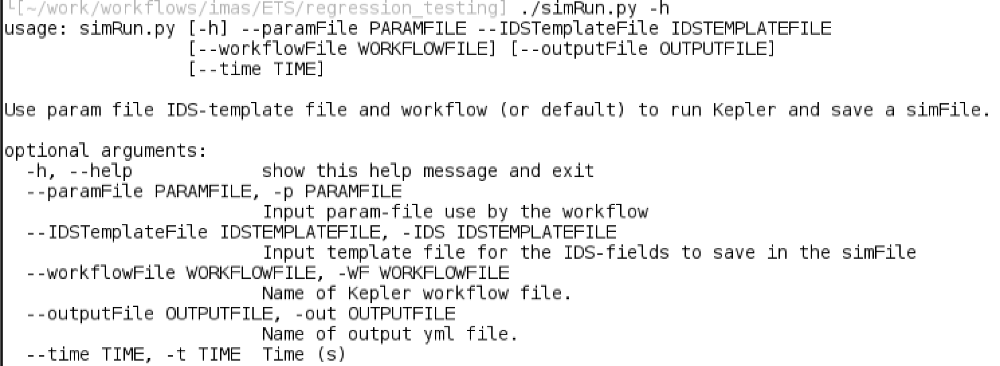 └[~/work/workflows/imas/ETS/regression_testing] ./simRun.py -h
usage: simRun.py [-h] --paramFile PARAMFILE --IDSTemplateFile IDSTEMPLATEFILE
[--workflowFile WORKFLOWFILE] [--outputFile OUTPUTFILE]
[--time TIME]
Use param file IDS-template file and workflow (or default) to run Kepler and save a simFile.
optional arguments:
-h, --help show this help message and exit
--paramFile PARAMFILE, -p PARAMFILE
Input param-file use by the workflow
--IDSTemplateFile IDSTEMPLATEFILE, -IDS IDSTEMPLATEFILE
Input template file for the IDS-fields to save in the simFile
--workflowFile WORKFLOWFILE, -WF WORKFLOWFILE
Name of Kepler workflow file.
--outputFile OUTPUTFILE, -out OUTPUTFILE
Name of output yml file.
--time TIME, -t TIME Time (s)